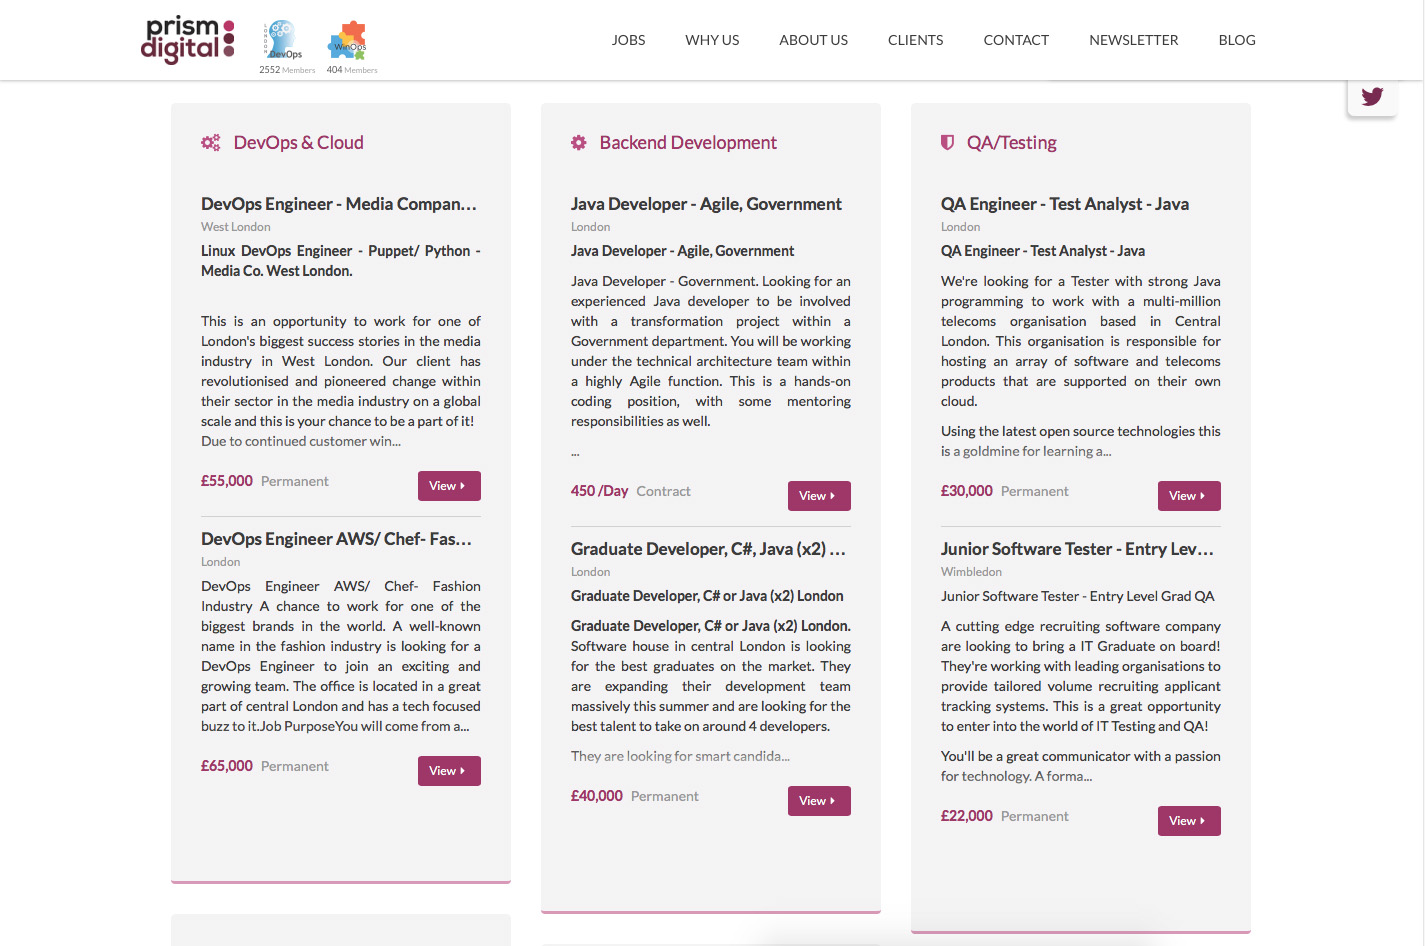 prism
digital
LONDON
DevOps
2552 Members
WinOps
404 Members
JOBS
WHY US
ABOUT US
CLIENTS
CONTACT
NEWSLETTER
BLOG
DevOps & Cloud
DevOps Engineer - Media Compan...
West London
Linux DevOps Engineer - Puppet/ Python -
Media Co. West London.
This is an opportunity to work for one of
London's biggest success stories in the media
industry in West London. Our client has
revolutionised and pioneered change within
their sector in the media industry on a global
scale and this is your chance to be a part of it!
Due to continued customer win...
£55,000 Permanent
View
DevOps Engineer AWS/ Chef- Fas...
London
DevOps Engineer AWS/ Chef- Fashion
Industry A chance to work for one of the
biggest brands in the world. A well-known
name in the fashion industry is looking for a
DevOps Engineer to join an exciting and
growing team. The office is located in a great
part of central London and has a tech focused
buzz to it.Job PurposeYou will come from a...
£65,000 Permanent
View
Backend Development
Java Developer - Agile, Government
London
Java Developer - Agile, Government
Java Developer - Government. Looking for an
experienced Java developer to be involved
with a transformation project within a
Government department. You will be working
under the technical architecture team within
a highly Agile function. This is a hands-on
coding position, with some mentoring
responsibilities as well.
...
450 /Day Contract
View
Graduate Developer, C#, Java (x2) ...
London
Graduate Developer, C# or Java (x2) London
Graduate Developer, C# or Java (x2) London.
Software house in central London is looking
for the best graduates on the market. They
are expanding their development team
massively this summer and are looking for the
best talent to take on around 4 developers.
They are looking for smart candida...
£40,000 Permanent
View
QA/Testing
QA Engineer - Test Analyst - Java
London
QA Engineer - Test Analyst - Java
We're looking for a Tester with strong Java
programming to work with a multi-million
telecoms organisation based in Central
London. This organisation is responsible for
hosting an array of software and telecoms
products that are supported on their own
cloud.
Using the latest open source technologies this
is a goldmine for learning a...
£30,000 Permanent
View
Junior Software Tester - Entry Lev...
Wimbledon
Junior Software Tester - Entry Level Grad QA
A cutting edge recruiting software company
are looking to bring a IT Graduate on board!
They're working with leading organisations to
provide tailored volume recruiting applicant
tracking systems. This is a great opportunity
to enter into the world of IT Testing and QA!
You'll be a great communicator with a passion
for technology. A forma...
£22,000 Permanent
View